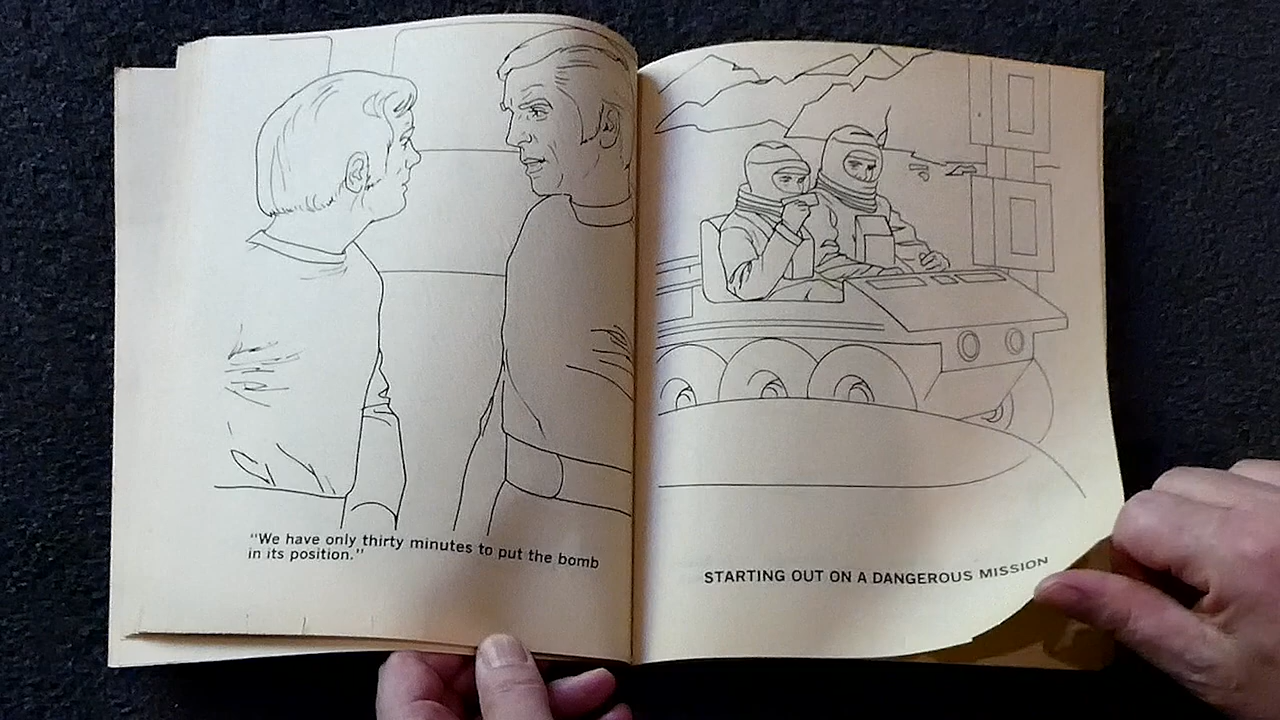 "We have only thirty minutes to put the bomb
in its position."
STARTING OUT ON A DANGEROUS MISSION